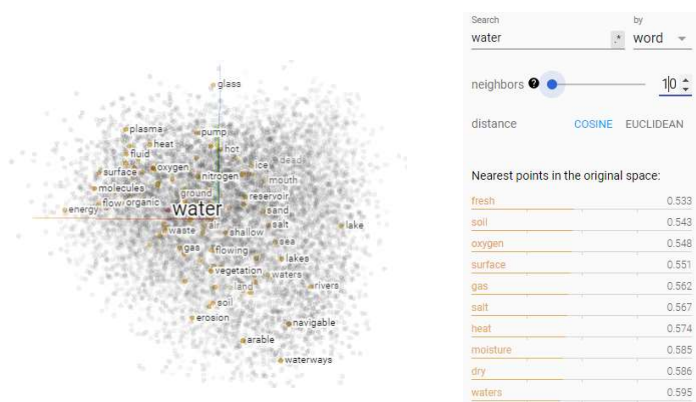 glass
plasma
pump
heat
hot
fluid
oxygen
ice
dead
surface
nitrogen
mouth
molecules
ground
reservoir
flow
organic
energy
water
sand
waste
air
shallow
salt
lake
sea
gas
flowing
lakes
vegetation
waters
land
rivers
soil
erosion
navigable
arable
waterways
Search by
water .* word
neighbors ? 10
distance COSINE EUCLIDEAN
Nearest points in the original space:
fresh 0.533
soil 0.543
oxygen 0.548
surface 0.551
gas 0.562
salt 0.567
heat 0.574
moisture 0.585
dry 0.586
waters 0.595